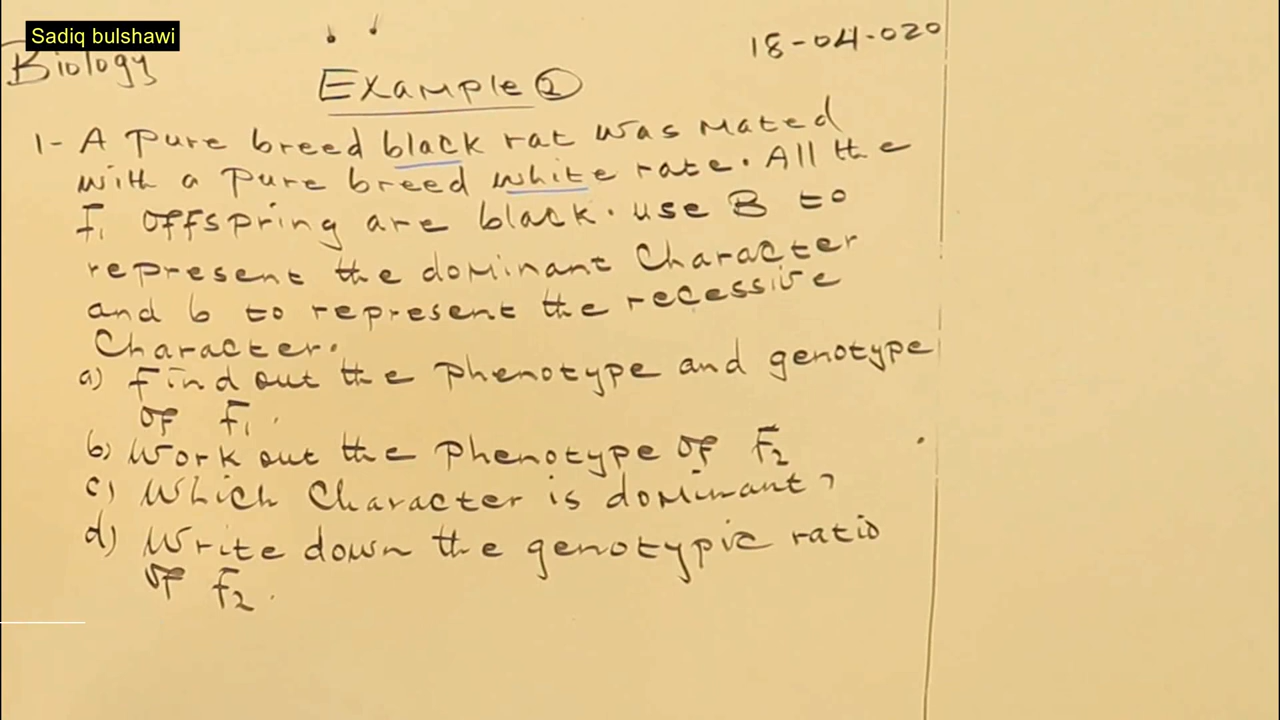 Sadiq bulshawi
Biology
18-04-020
Example 2
1- A pure breed black rat was mated
with a pure breed white rate. All the
F1 offspring are black. use B to
represent the dominant character
and b to represent the recessive
Character.
a) Find out the phenotype and genotype
of F1.
b) Work out the phenotype of F2
c) Which Character is dominant?
d) Write down the genotypic ratio
of F2.